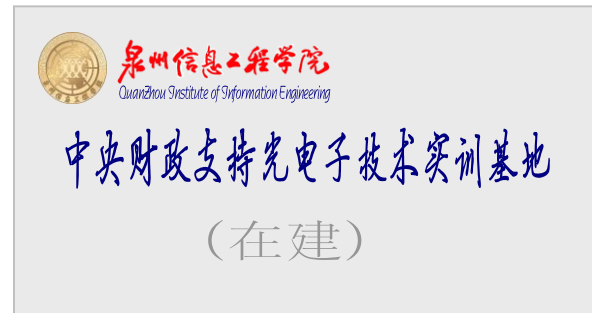 泉州信息工程学院
QuanZhou Institute of Information Engineering
中央财政支持光电子技术实训基地
（在建）